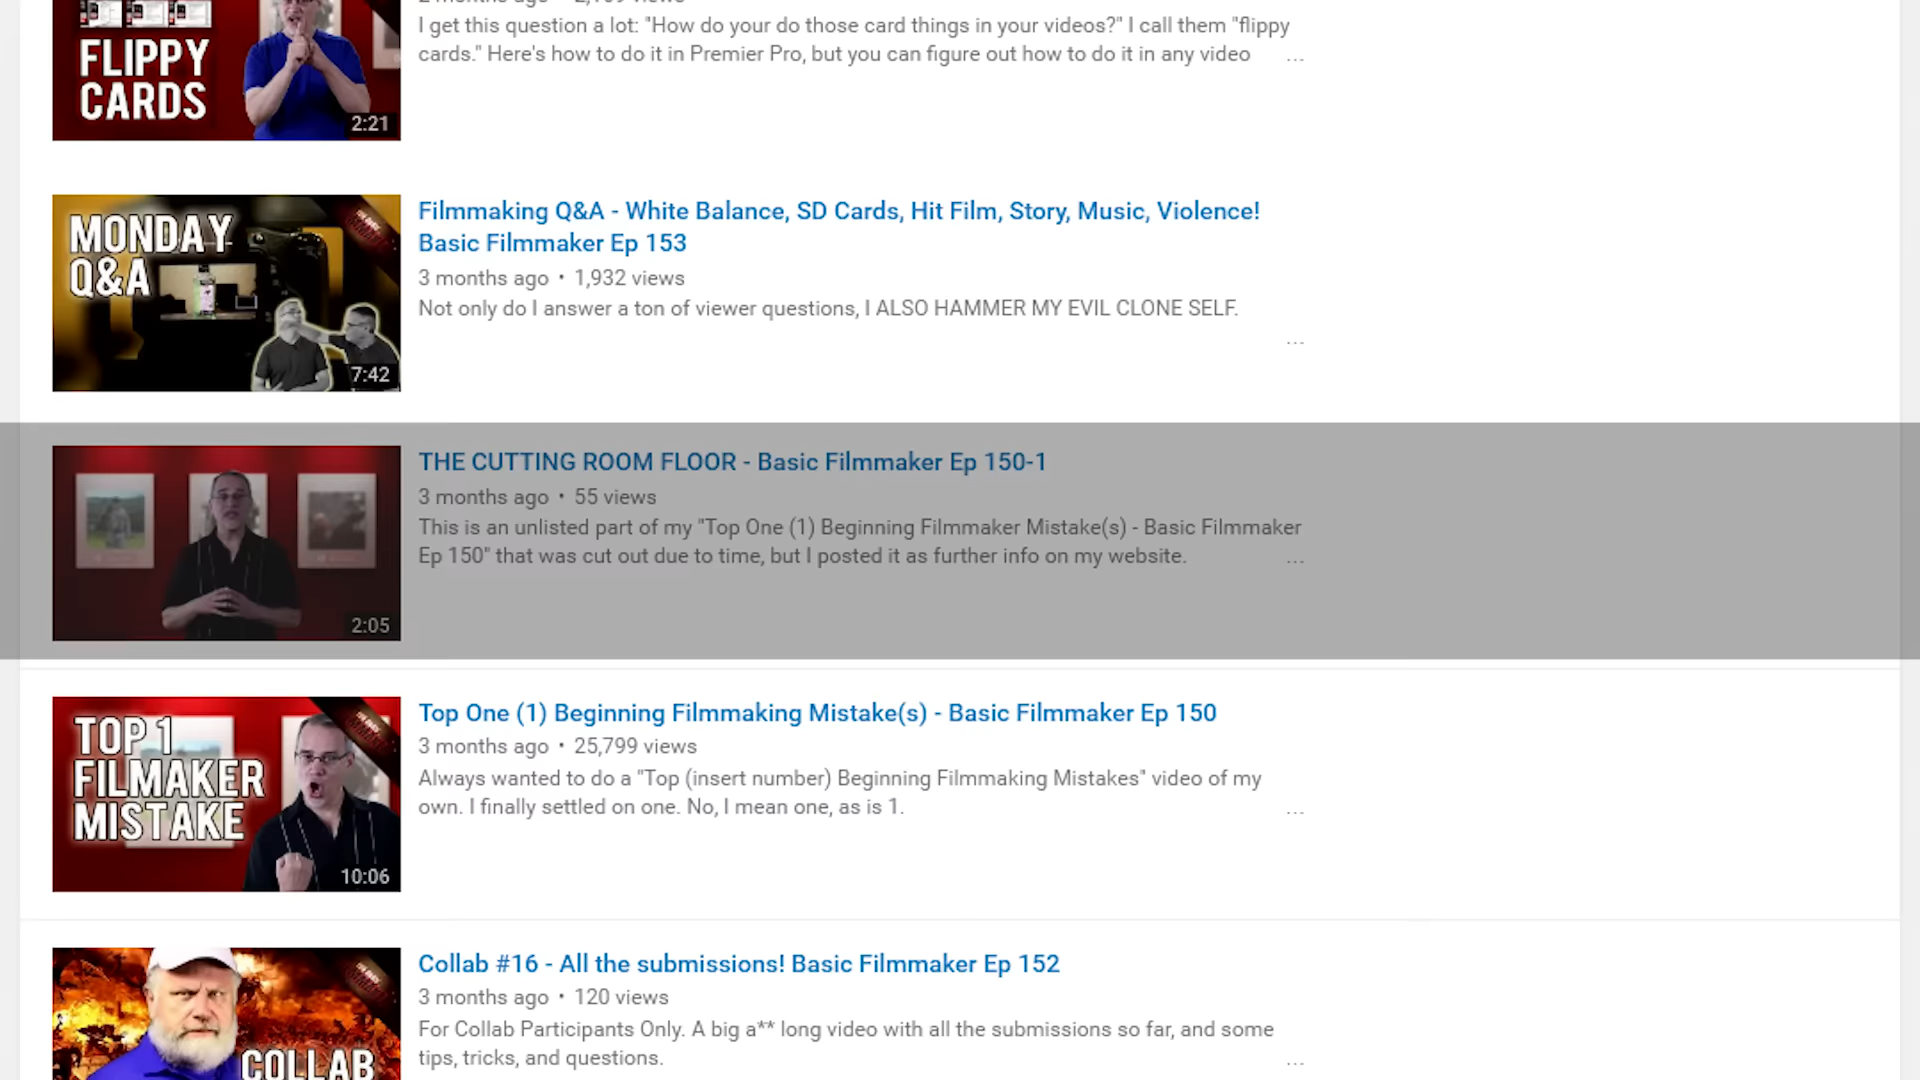 I get this question a lot: "How do your do those card things in your videos?" I call them "flippy
cards." Here's how to do it in Premier Pro, but you can figure out how to do it in any video ...
FLIPPY
CARDS
2:21
MONDAY
Q&A
7:42
Filmmaking Q&A - White Balance, SD Cards, Hit Film, Story, Music, Violence!
Basic Filmmaker Ep 153
3 months ago • 1,932 views
Not only do I answer a ton of viewer questions, I ALSO HAMMER MY EVIL CLONE SELF.
...
2:05
THE CUTTING ROOM FLOOR - Basic Filmmaker Ep 150-1
3 months ago • 55 views
This is an unlisted part of my "Top One (1) Beginning Filmmaker Mistake(s) - Basic Filmmaker
Ep 150" that was cut out due to time, but I posted it as further info on my website. ...
TOP 1
FILMAKER
MISTAKE
10:06
Top One (1) Beginning Filmmaking Mistake(s) - Basic Filmmaker Ep 150
3 months ago • 25,799 views
Always wanted to do a "Top (insert number) Beginning Filmmaking Mistakes" video of my
own. I finally settled on one. No, I mean one, as is 1. ...
COLLAB
Collab #16 - All the submissions! Basic Filmmaker Ep 152
3 months ago • 120 views
For Collab Participants Only. A big a** long video with all the submissions so far, and some
tips, tricks, and questions. ...